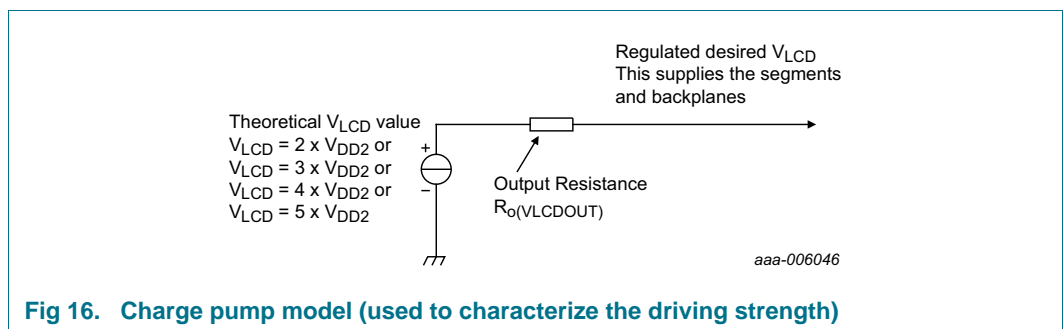 Regulated desired VLCD
This supplies the segments
and backplanes
Theoretical VLCD value
VLCD = 2 x VDD2 or
VLCD = 3 x VDD2 or
VLCD = 4 x VDD2 or
VLCD = 5 x VDD2
+
−
Output Resistance
Ro(VLCDOUT)
aaa-006046
Fig 16. Charge pump model (used to characterize the driving strength)